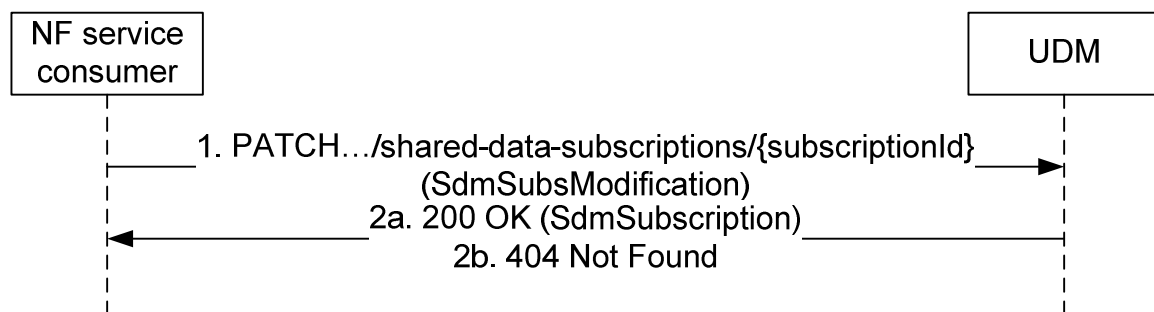 NF service
consumer
UDM
1. PATCH…/shared-data-subscriptions/{subscriptionId}
(SdmSubsModification)
2a. 200 OK (SdmSubscription)
2b. 404 Not Found